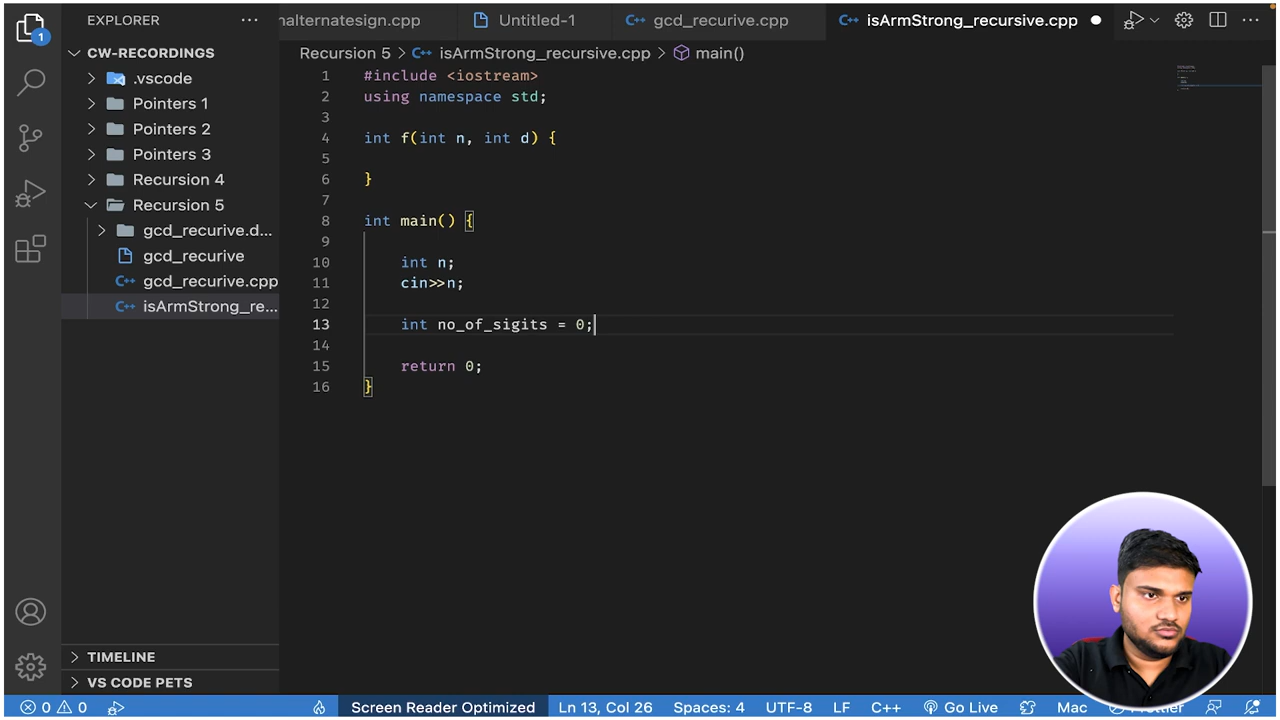 EXPLORER
1
CW-RECORDINGS
.vscode
Pointers 1
Pointers 2
Pointers 3
Recursion 4
Recursion 5
gcd_recurive.d...
gcd_recurive
gcd_recurive.cpp
isArmStrong_re...
TIMELINE
VS CODE PETS
nalternatesign.cpp
Untitled-1
gcd_recurive.cpp
isArmStrong_recursive.cpp
Recursion 5 > isArmStrong_recursive.cpp > main()
1 #include <iostream>
2 using namespace std;
3
4 int f(int n, int d) {
5
6 }
7
8 int main() {
9
10 int n;
11 cin>>n;
12
13 int no_of_sigits = 0;
14
15 return 0;
16 }
0 0 Screen Reader Optimized Ln 13, Col 26 Spaces: 4 UTF-8 LF C++ Go Live Mac